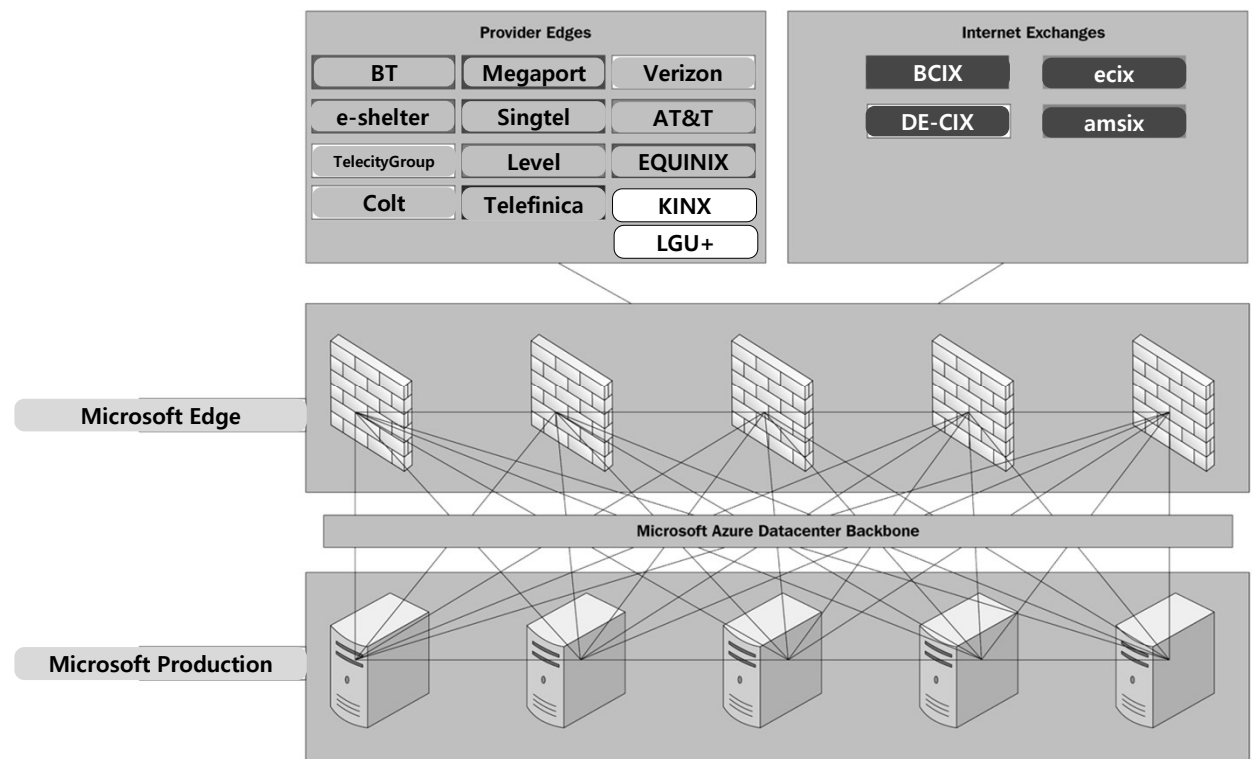 Provider Edges
BT
Megaport
Verizon
e-shelter
Singtel
AT&T
TelecityGroup
Level
EQUINIX
Colt
Telefinica
KINX
LGU+
Internet Exchanges
BCIX
ecix
DE-CIX
amsix
Microsoft Edge
Microsoft Azure Datacenter Backbone
Microsoft Production